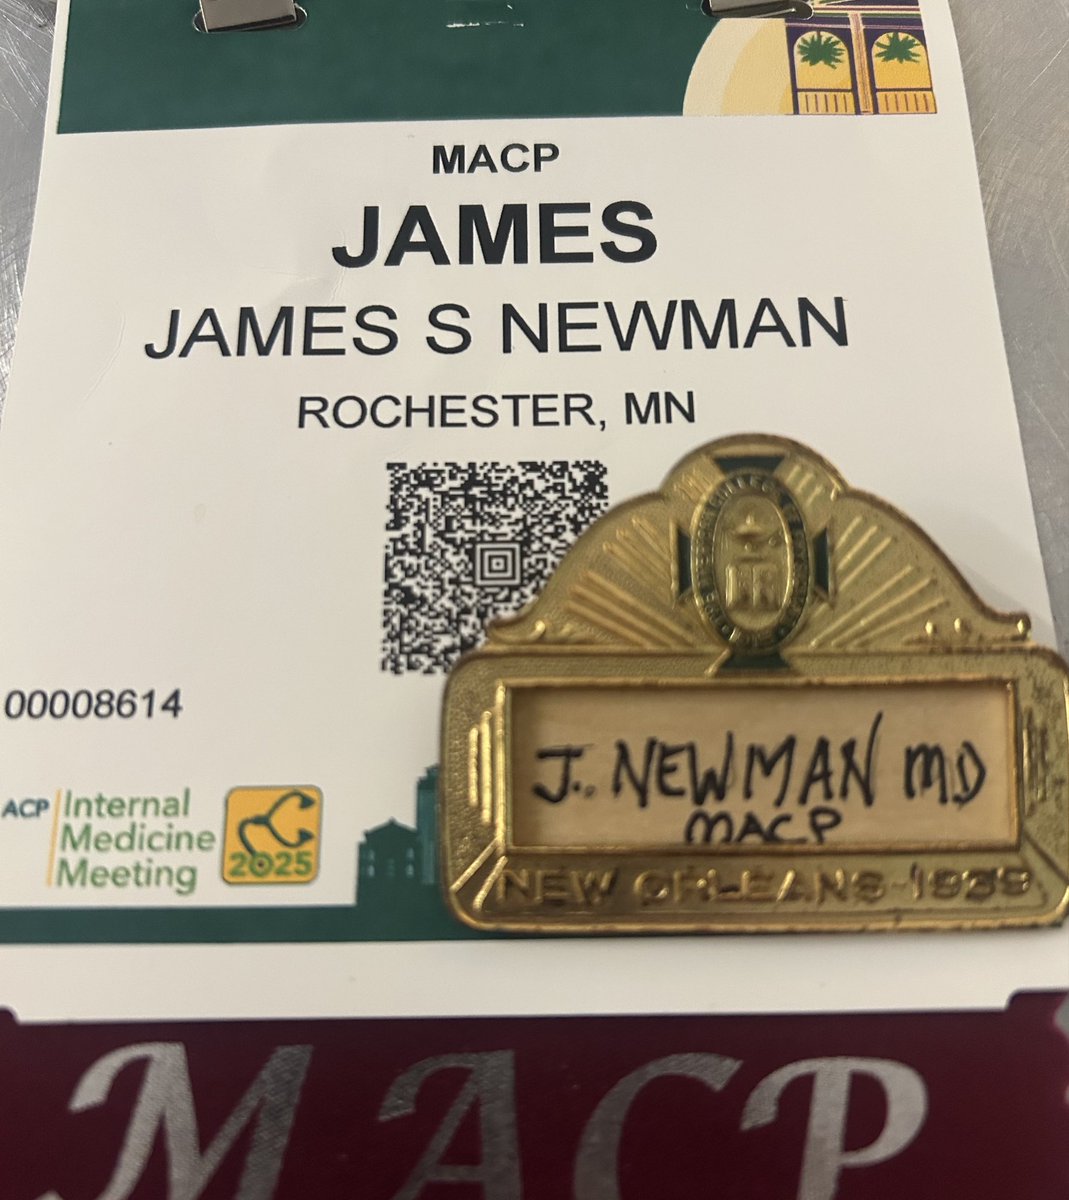 MACP
JAMES
JAMES S NEWMAN
ROCHESTER, MN
00008614
ACP Internal
Medicine
Meeting
2025
J. NEWMAN MD
MACP
NEW ORLEANS-1939
MACP